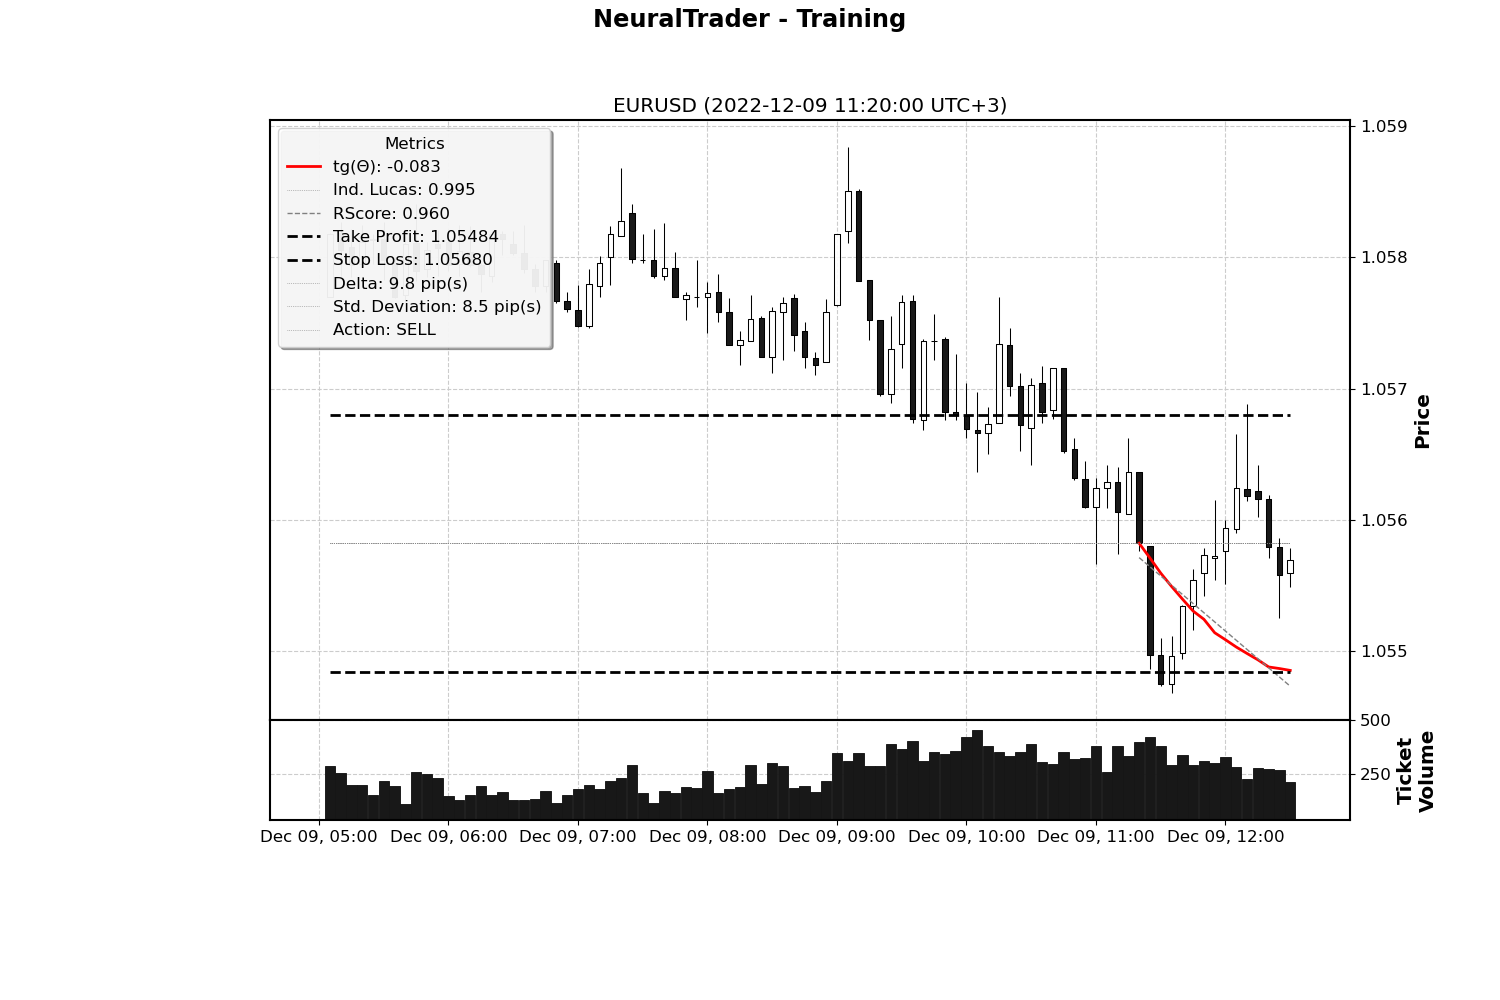 NeuralTrader - Training
EURUSD (2022-12-09 11:20:00 UTC+3)
Metrics
tg(Θ): -0.083
Ind. Lucas: 0.995
RScore: 0.960
Take Profit: 1.05484
Stop Loss: 1.05680
Delta: 9.8 pip(s)
Std. Deviation: 8.5 pip(s)
Action: SELL
1.059
1.058
1.057
1.056
1.055
Price
500
250
Ticket
Volume
Dec 09, 05:00 Dec 09, 06:00 Dec 09, 07:00 Dec 09, 08:00 Dec 09, 09:00 Dec 09, 10:00 Dec 09, 11:00 Dec 09, 12:00